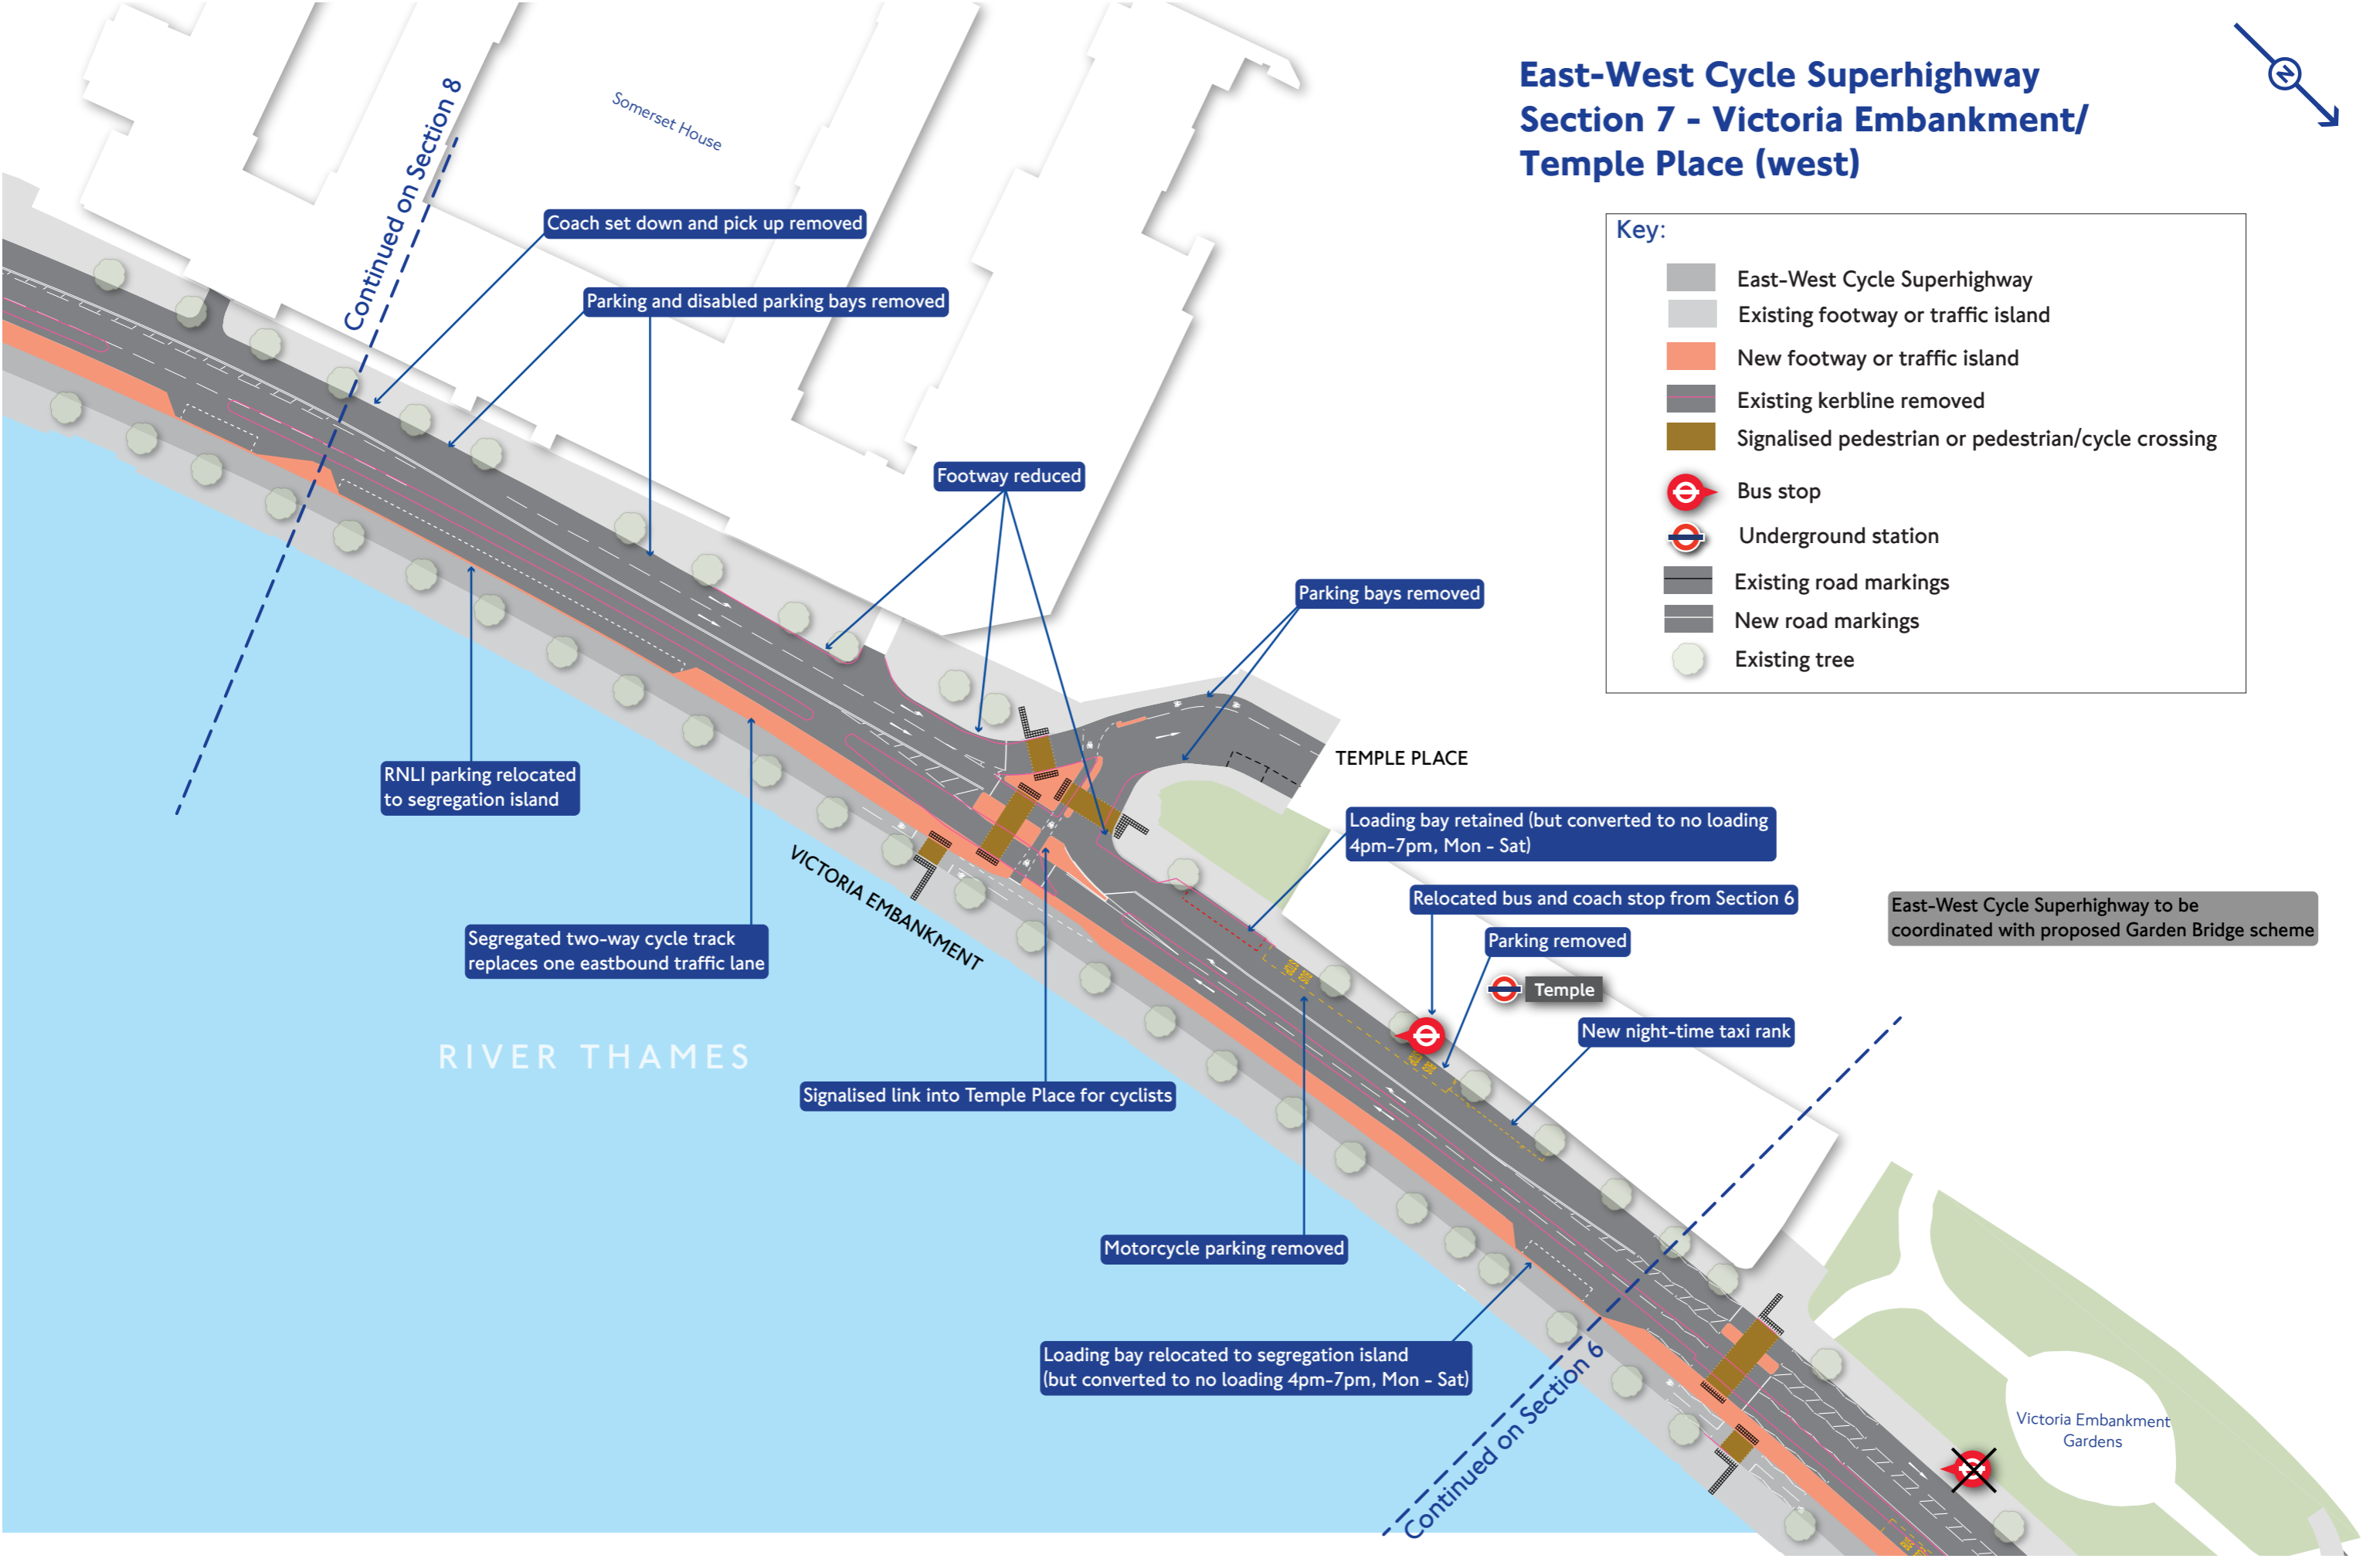 East-West Cycle Superhighway
Section 7 - Victoria Embankment/
Temple Place (west)
N
Key:
East-West Cycle Superhighway
Existing footway or traffic island
New footway or traffic island
Existing kerbline removed
Signalised pedestrian or pedestrian/cycle crossing
Bus stop
Underground station
Existing road markings
New road markings
Existing tree
Somerset House
Continued on Section 8
Coach set down and pick up removed
Parking and disabled parking bays removed
Footway reduced
Parking bays removed
TEMPLE PLACE
RNLI parking relocated
to segregation island
Loading bay retained (but converted to no loading
4pm-7pm, Mon - Sat)
VICTORIA EMBANKMENT
Relocated bus and coach stop from Section 6
East-West Cycle Superhighway to be
coordinated with proposed Garden Bridge scheme
Segregated two-way cycle track
replaces one eastbound traffic lane
Parking removed
Temple
New night-time taxi rank
RIVER THAMES
Signalised link into Temple Place for cyclists
Motorcycle parking removed
Loading bay relocated to segregation island
(but converted to no loading 4pm-7pm, Mon - Sat)
Continued on Section 6
Victoria Embankment
Gardens